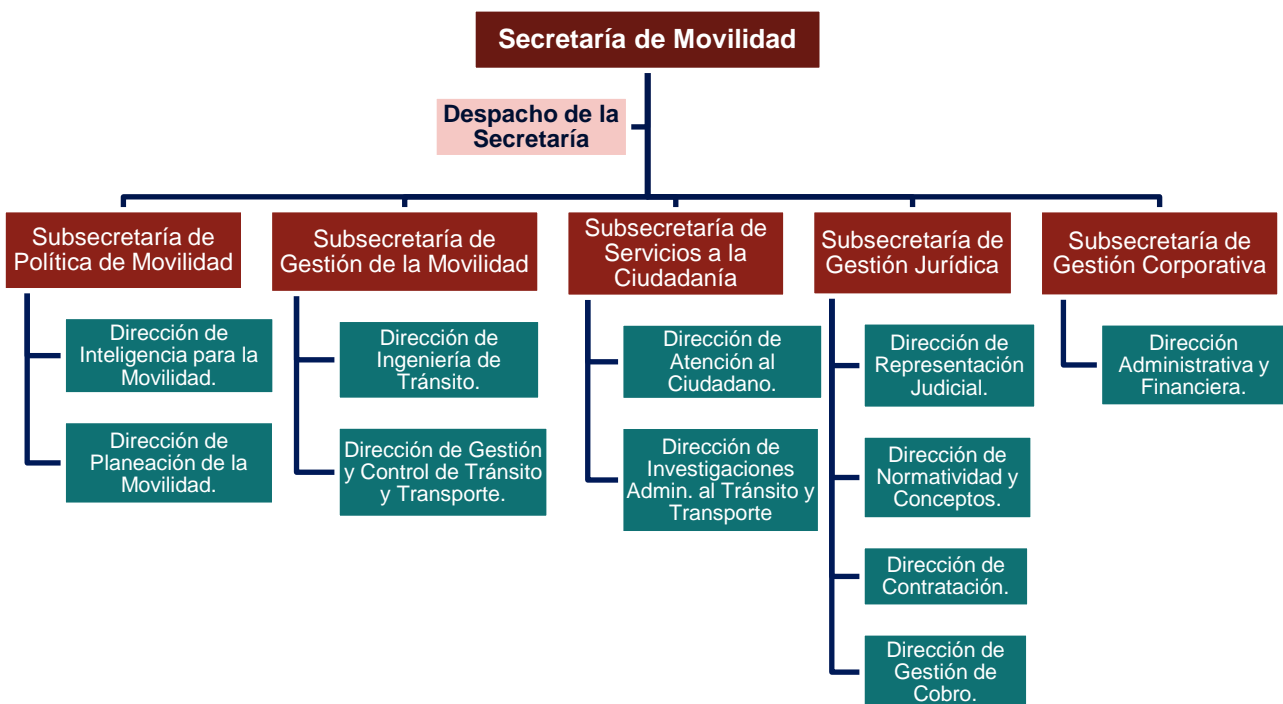 Secretaría de Movilidad
Despacho de la
Secretaría
Subsecretaría de
Política de Movilidad
Subsecretaría de
Gestión de la Movilidad
Subsecretaría de
Servicios a la
Ciudadanía
Subsecretaría de
Gestión Jurídica
Subsecretaría de
Gestión Corporativa
Dirección de
Inteligencia para la
Movilidad.
Dirección de
Planeación de la
Movilidad.
Dirección de
Ingeniería de
Tránsito.
Dirección de Gestión
y Control de Tránsito
y Transporte.
Dirección de
Atención al
Ciudadano.
Dirección de
Investigaciones
Admin. al Tránsito y
Transporte
Dirección de
Representación
Judicial.
Dirección de
Normatividad y
Conceptos.
Dirección de
Contratación.
Dirección de
Gestión de
Cobro.
Dirección
Administrativa y
Financiera.